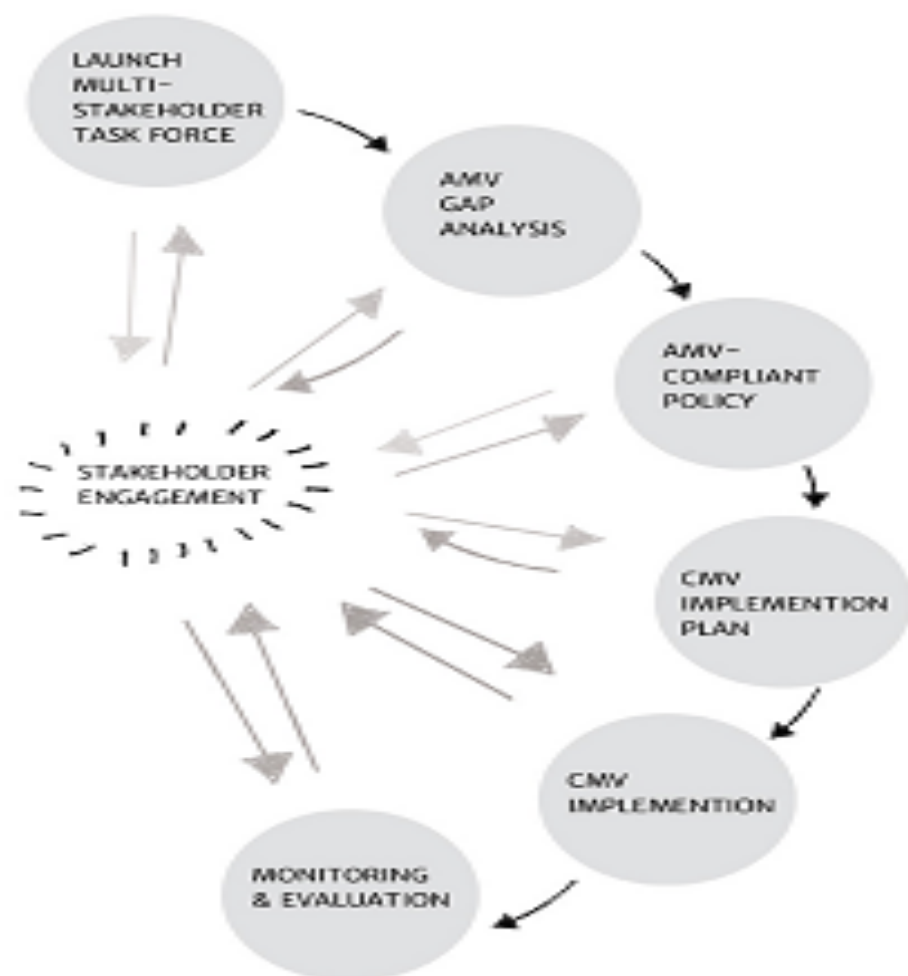 LAUNCH
MULTI-
STAKEHOLDER
TASK FORCE
AMV
GAP
ANALYSIS
AMV-
COMPLIANT
POLICY
STAKEHOLDER
ENGAGEMENT
CMV
IMPLEMENTION
PLAN
CMV
IMPLEMENTION
MONITORING
& EVALUATION